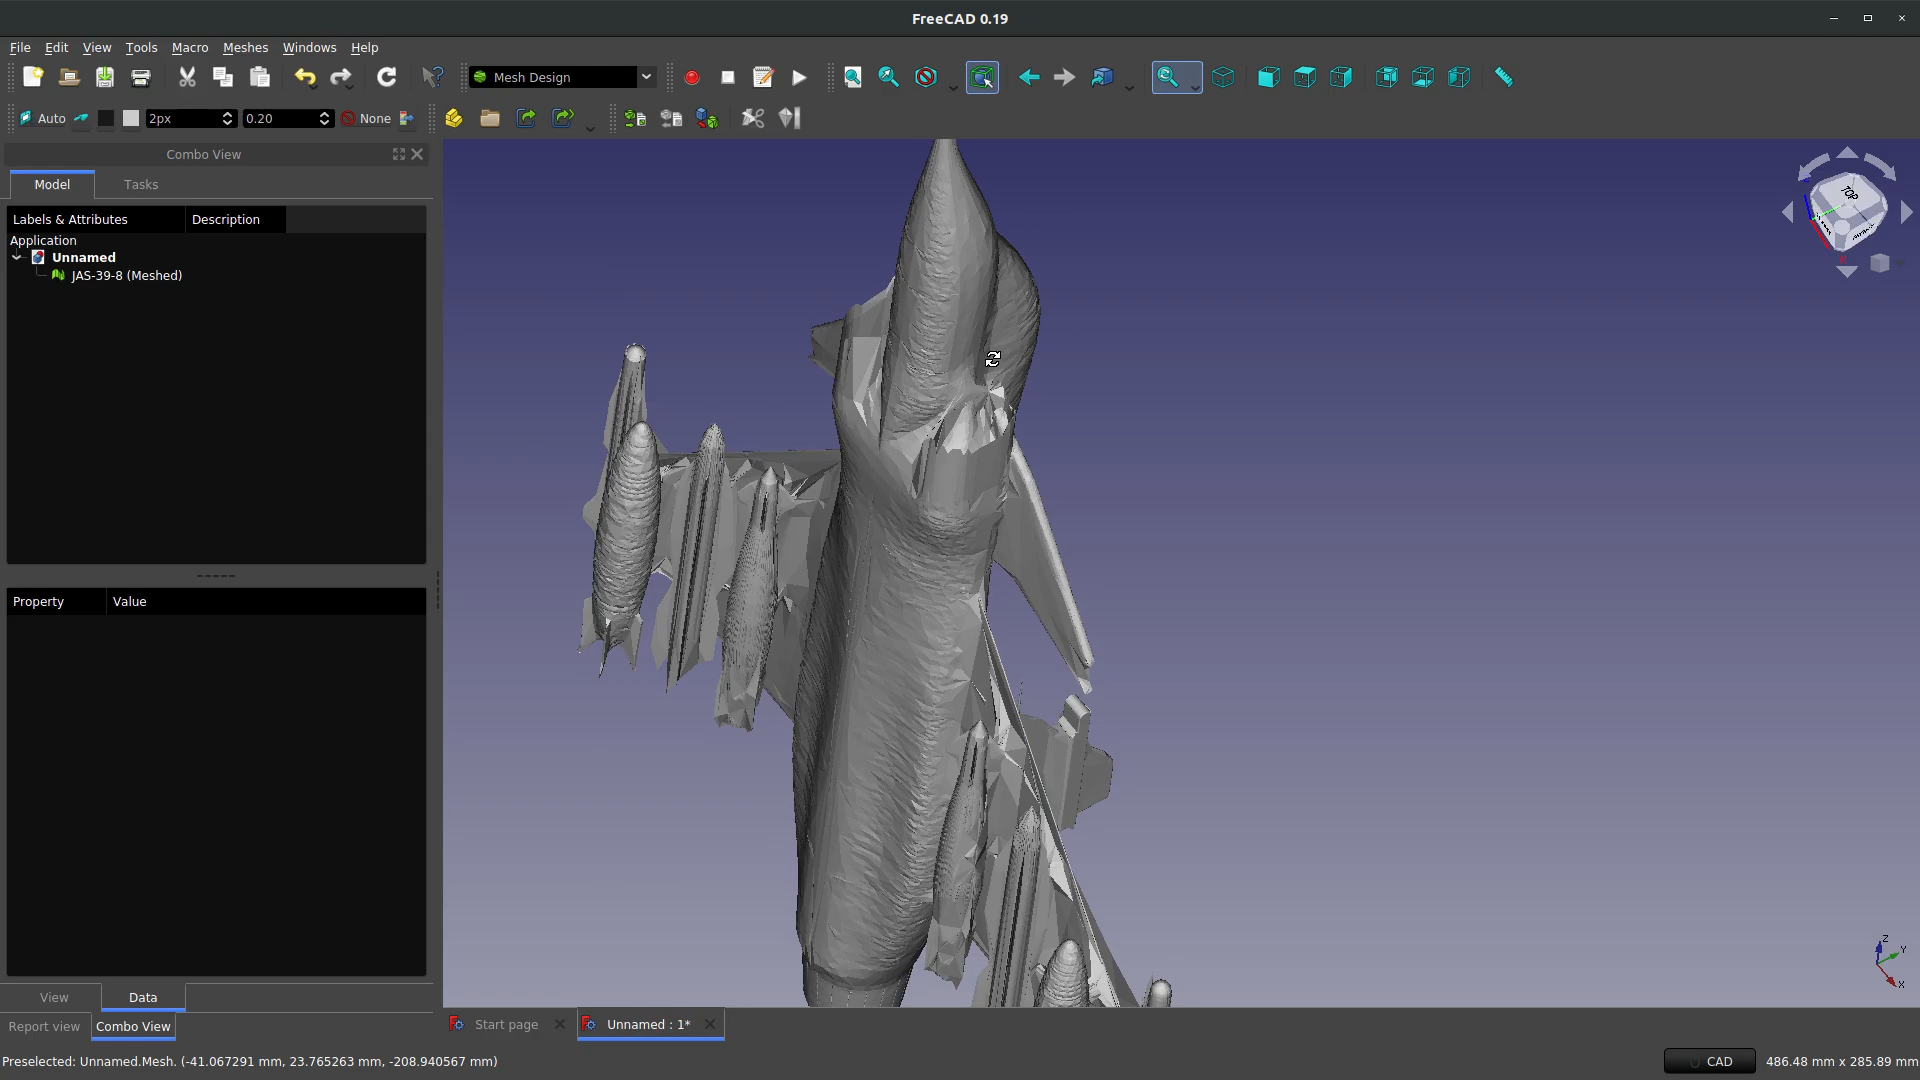 FreeCAD 0.19
File Edit View Tools Macro Meshes Windows Help
Mesh Design
Auto 2px 0.20 None
Combo View
Model Tasks
Labels & Attributes Description
Application
Unnamed
JAS-39-8 (Meshed)
TOP
Property Value
Z
Y
X
View Data
Report view Combo View
Start page Unnamed : 1*
Preselected: Unnamed.Mesh. (-41.067291 mm, 23.765263 mm, -208.940567 mm)
CAD 486.48 mm x 285.89 mm